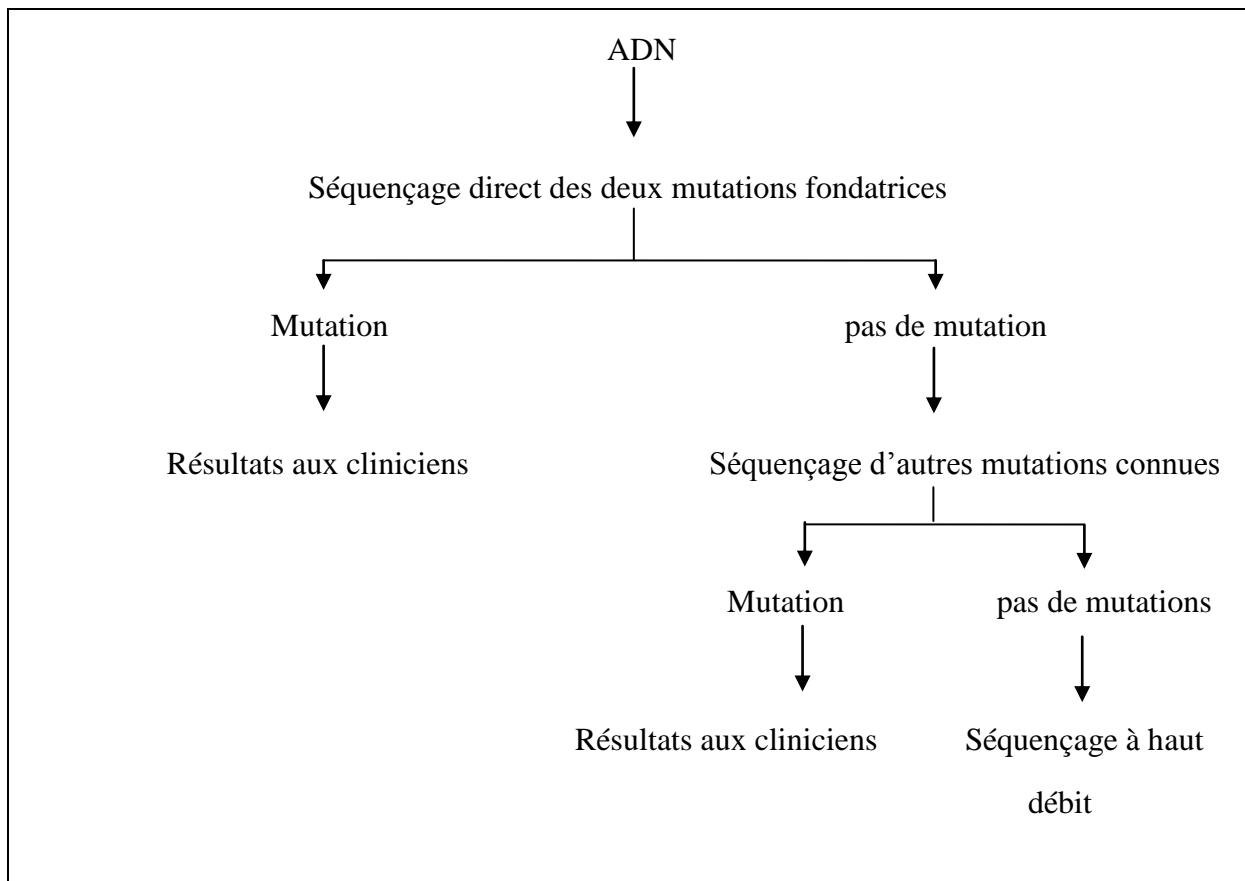 ADN
Séquençage direct des deux mutations fondatrices
Mutation
pas de mutation
Résultats aux cliniciens
Séquençage d’autres mutations connues
Mutation
pas de mutations
Résultats aux cliniciens
Séquençage à haut
débit